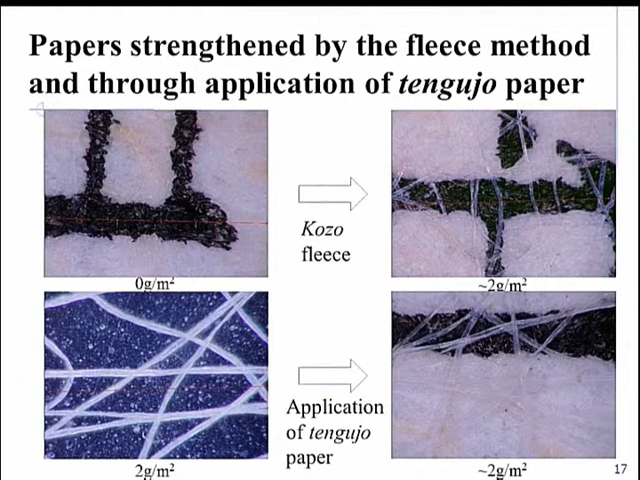 Papers strengthened by the fleece method
and through application of tengujo paper
Kozo
fleece
0g/m²
~2g/m²
Application
of tengujo
paper
2g/m²
~2g/m²
17